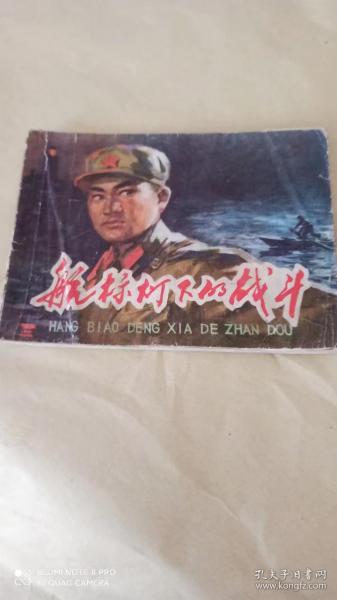 航标灯下的战斗
HANG BIAO DENG XIA DE ZHAN DOU
REDMI NOTE 8 PRO
AI QUAD CAMERA
孔夫子旧书网
www.kongfz.com